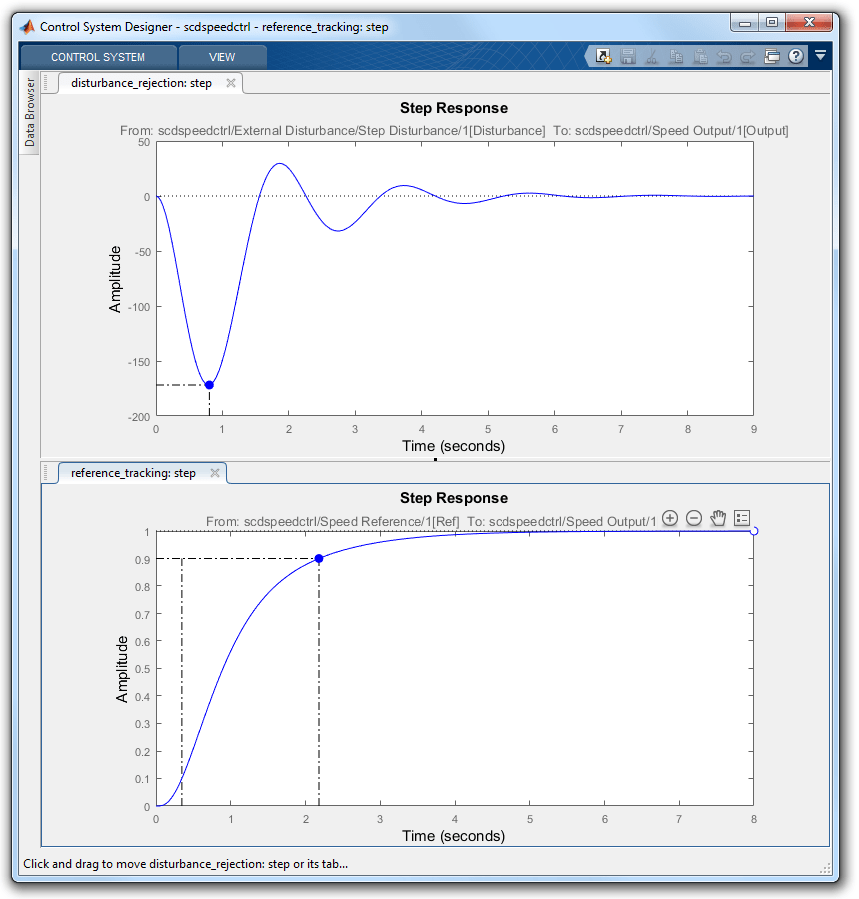 Control System Designer - scdspeedctrl - reference_tracking: step
CONTROL SYSTEM VIEW
Data Browser
disturbance_rejection: step
Step Response
From: scdspeedctrl/External Disturbance/Step Disturbance/1[Disturbance] To: scdspeedctrl/Speed Output/1[Output]
Amplitude
50
0
-50
-100
-150
-200
0 1 2 3 4 5 6 7 8 9
Time (seconds)
reference_tracking: step
Step Response
From: scdspeedctrl/Speed Reference/1[Ref] To: scdspeedctrl/Speed Output/1
Amplitude
1
0.9
0.8
0.7
0.6
0.5
0.4
0.3
0.2
0.1
0
0 1 2 3 4 5 6 7 8
Time (seconds)
Click and drag to move disturbance_rejection: step or its tab...